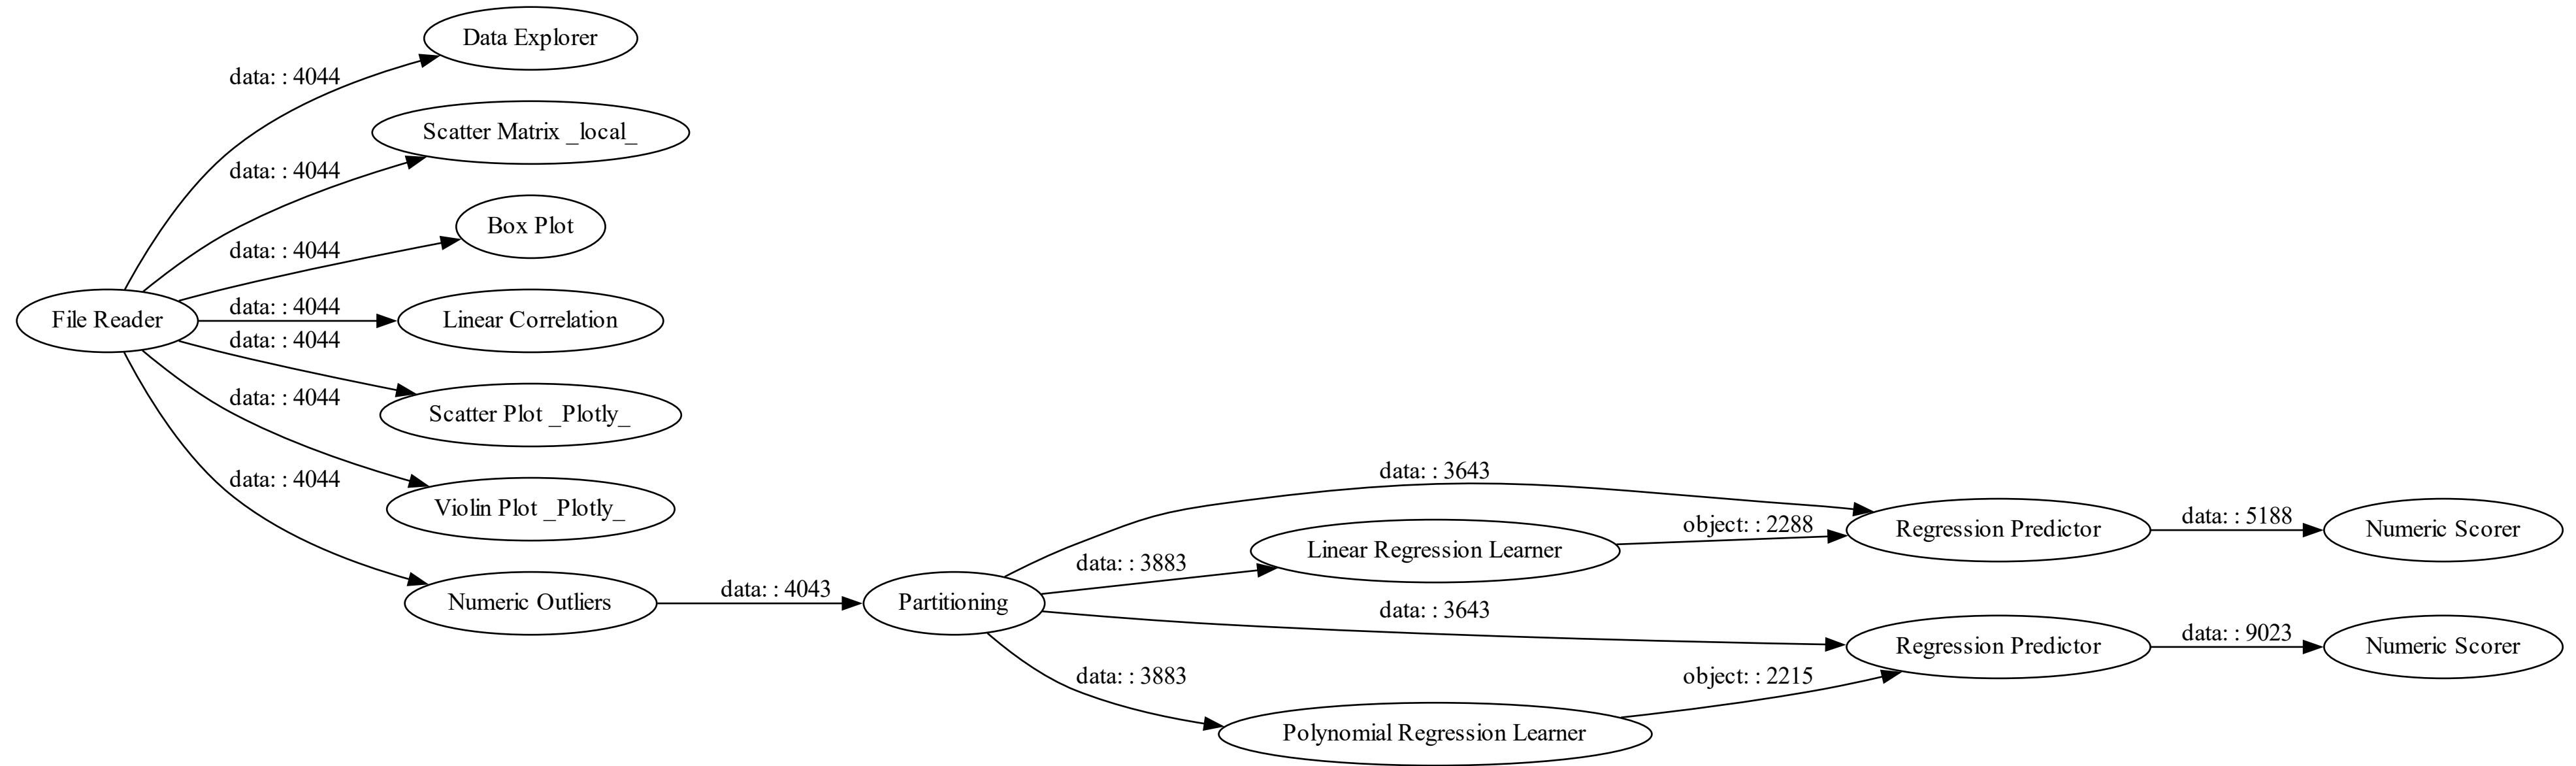 Data Explorer
data: : 4044
Scatter Matrix _local_
data: : 4044
Box Plot
data: : 4044
File Reader
data: : 4044
Linear Correlation
data: : 4044
Scatter Plot _Plotly_
data: : 4044
Violin Plot _Plotly_
data: : 4044
Numeric Outliers
data: : 4043
Partitioning
data: : 3643
data: : 3883
Linear Regression Learner
object: : 2288
Regression Predictor
data: : 5188
Numeric Scorer
data: : 3643
data: : 3883
Polynomial Regression Learner
object: : 2215
Regression Predictor
data: : 9023
Numeric Scorer